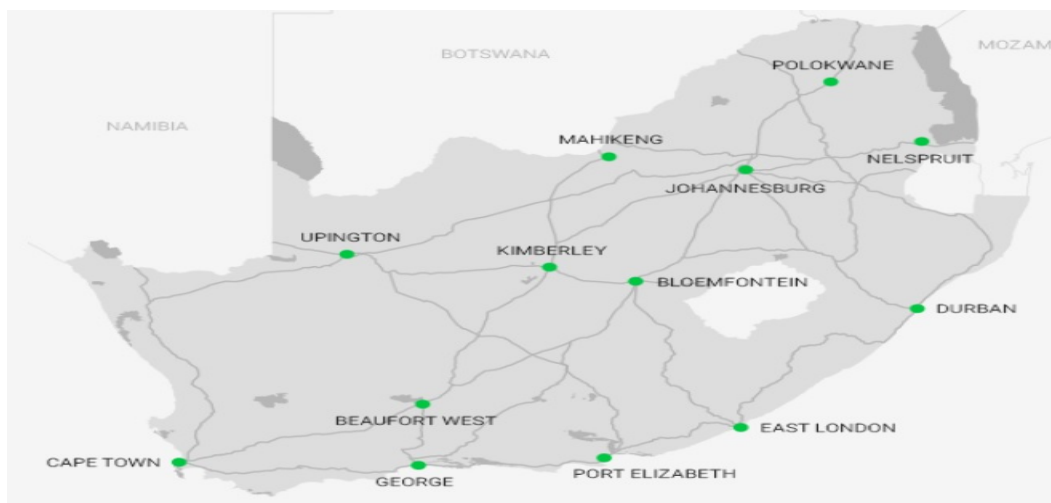 BOTSWANA
MOZAM
POLOKWANE
NAMIBIA
MAHIKENG
NELSPRUIT
JOHANNESBURG
UPINGTON
KIMBERLEY
BLOEMFONTEIN
DURBAN
BEAUFORT WEST
EAST LONDON
CAPE TOWN
GEORGE
PORT ELIZABETH